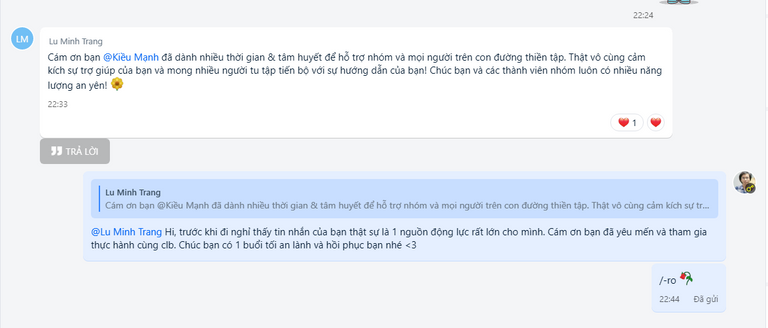 22:24
LM
Lu Minh Trang
Cám ơn bạn @Kiều Mạnh đã dành nhiều thời gian & tâm huyết để hỗ trợ nhóm và mọi người trên con đường thiền tập. Thật vô cùng cảm
kích sự trợ giúp của bạn và mong nhiều người tu tập tiến bộ với sự hướng dẫn của bạn! Chúc bạn và các thành viên nhóm luôn có nhiều năng
lượng an yên!
22:33
1
TRẢ LỜI
Lu Minh Trang
Cám ơn bạn @Kiều Mạnh đã dành nhiều thời gian & tâm huyết để hỗ trợ nhóm và mọi người trên con đường thiền tập. Thật vô cùng cảm kích sự tr...
@Lu Minh Trang Hi, trước khi đi nghỉ thấy tin nhắn của bạn thật sự là 1 nguồn động lực rất lớn cho mình. Cám ơn bạn đã yêu mến và tham gia
thực hành cùng clb. Chúc bạn có 1 buổi tối an lành và hồi phục bạn nhé <3
/-ro
22:44 Đã gửi